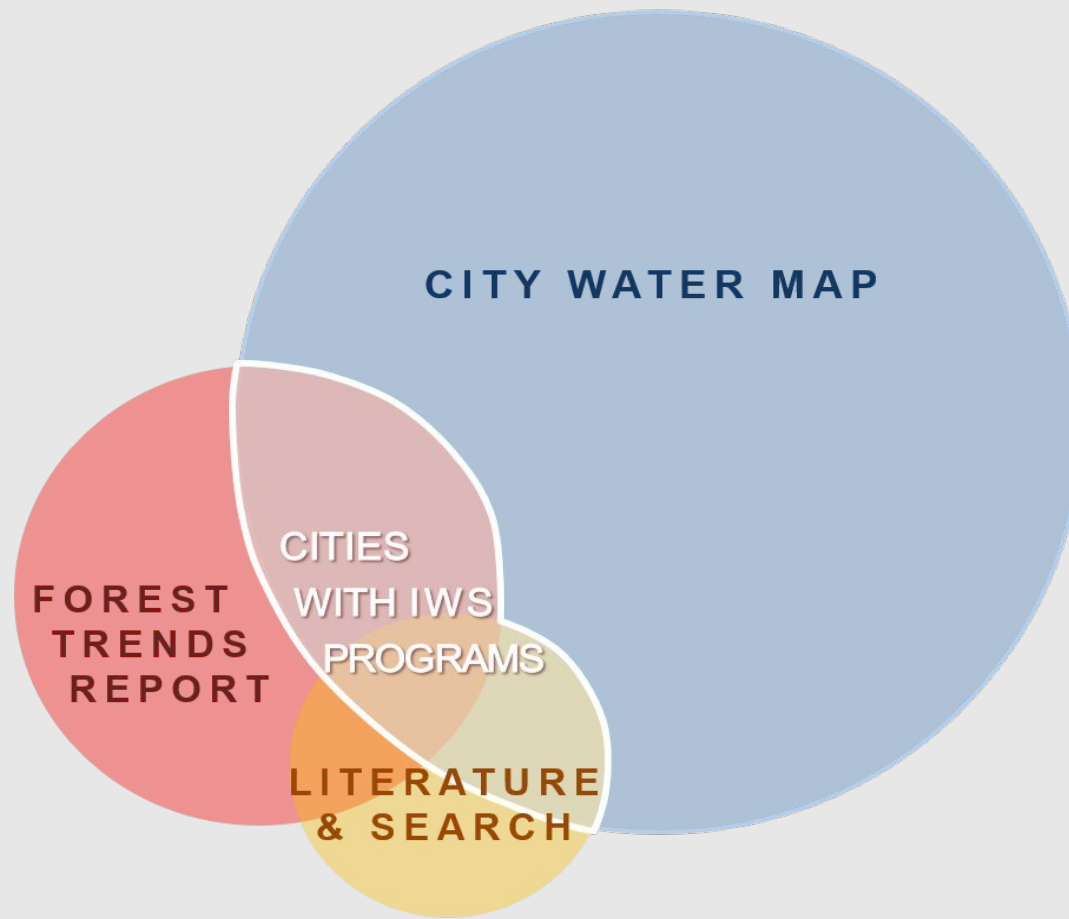 CITY WATER MAP
CITIES
WITH IWS
PROGRAMS
FOREST
TRENDS
REPORT
LITERATURE
& SEARCH